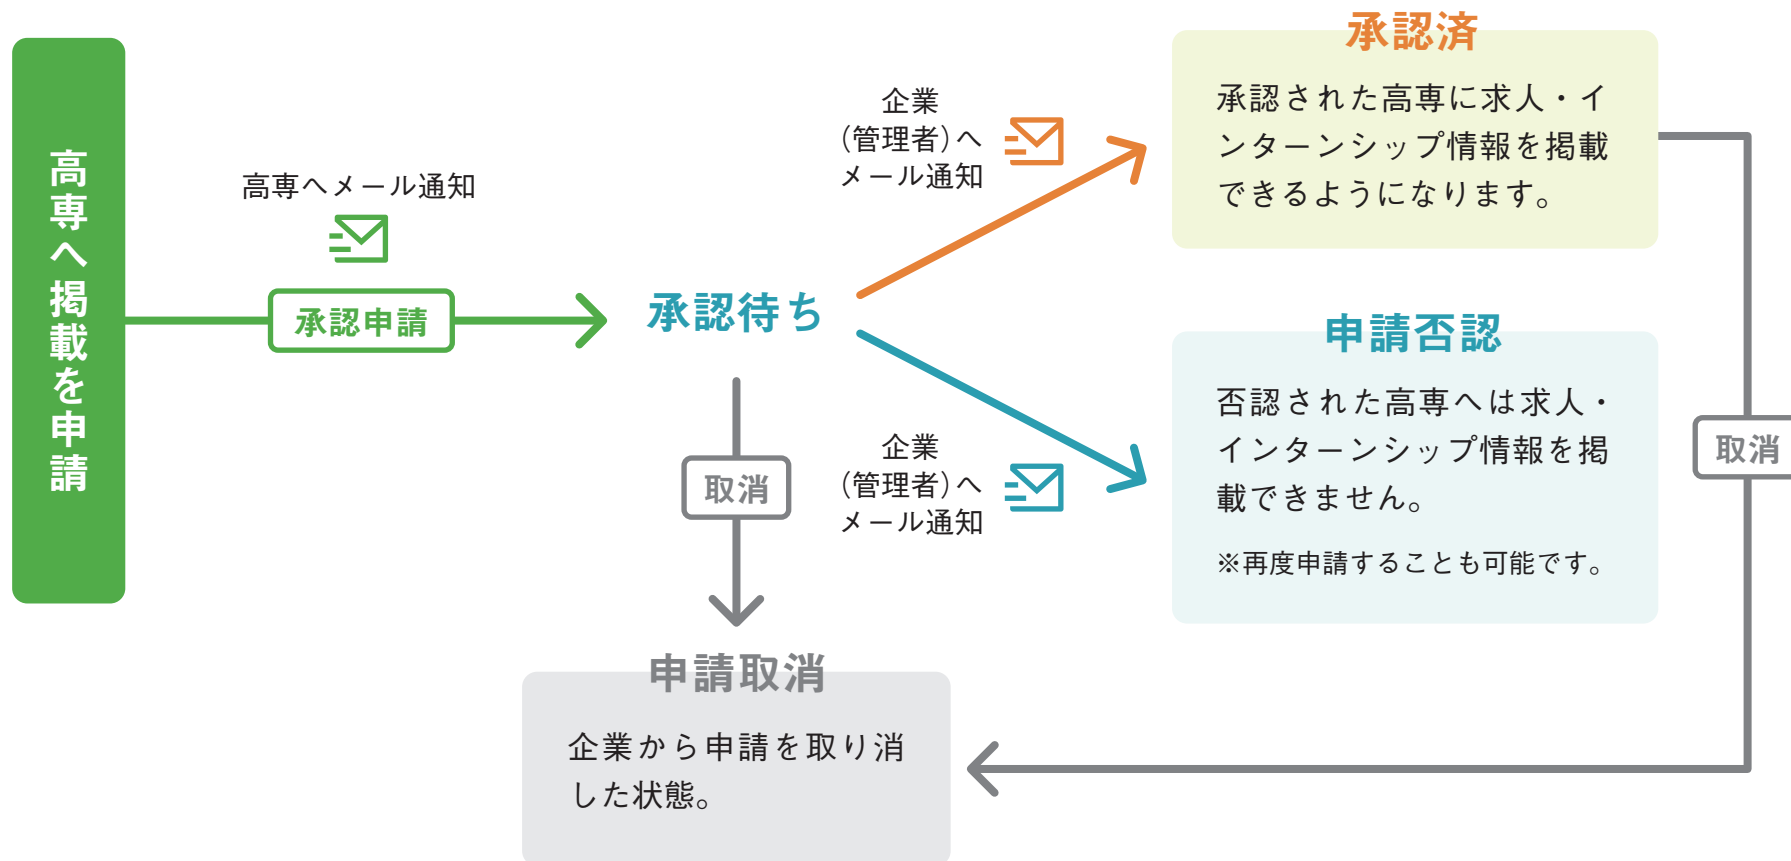 高専へ掲載を申請
高専へメール通知
承認申請
承認待ち
企業
（管理者）へ
メール通知
承認済
承認された高専に求人・イ
ンターンシップ情報を掲載
できるようになります。
企業
（管理者）へ
メール通知
申請否認
否認された高専へは求人・
インターンシップ情報を掲
載できません。
※再度申請することも可能です。
取消
取消
申請取消
企業から申請を取り消
した状態。